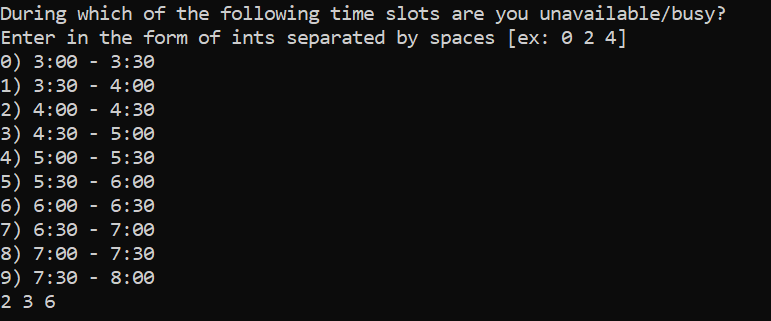 During which of the following time slots are you unavailable/busy?
Enter in the form of ints separated by spaces [ex: 0 2 4]
0) 3:00 - 3:30
1) 3:30 - 4:00
2) 4:00 - 4:30
3) 4:30 - 5:00
4) 5:00 - 5:30
5) 5:30 - 6:00
6) 6:00 - 6:30
7) 6:30 - 7:00
8) 7:00 - 7:30
9) 7:30 - 8:00
2 3 6